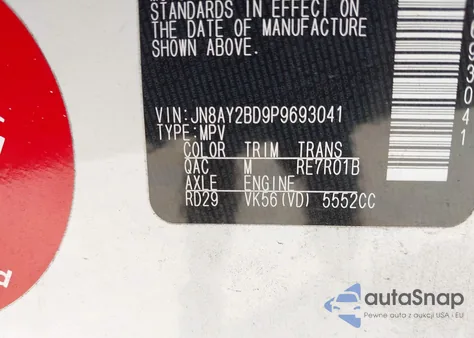 STANDARDS IN EFFECT ON
THE DATE OF MANUFACTURE
SHOWN ABOVE.
VIN: JN8AY2BD9P9693041
TYPE: MPV
COLOR TRIM TRANS
QAC M RE7R01B
AXLE ENGINE
RD29 VK56(VD) 5552CC
693041
autaSnap
Pewne auta z aukcji USA i EU